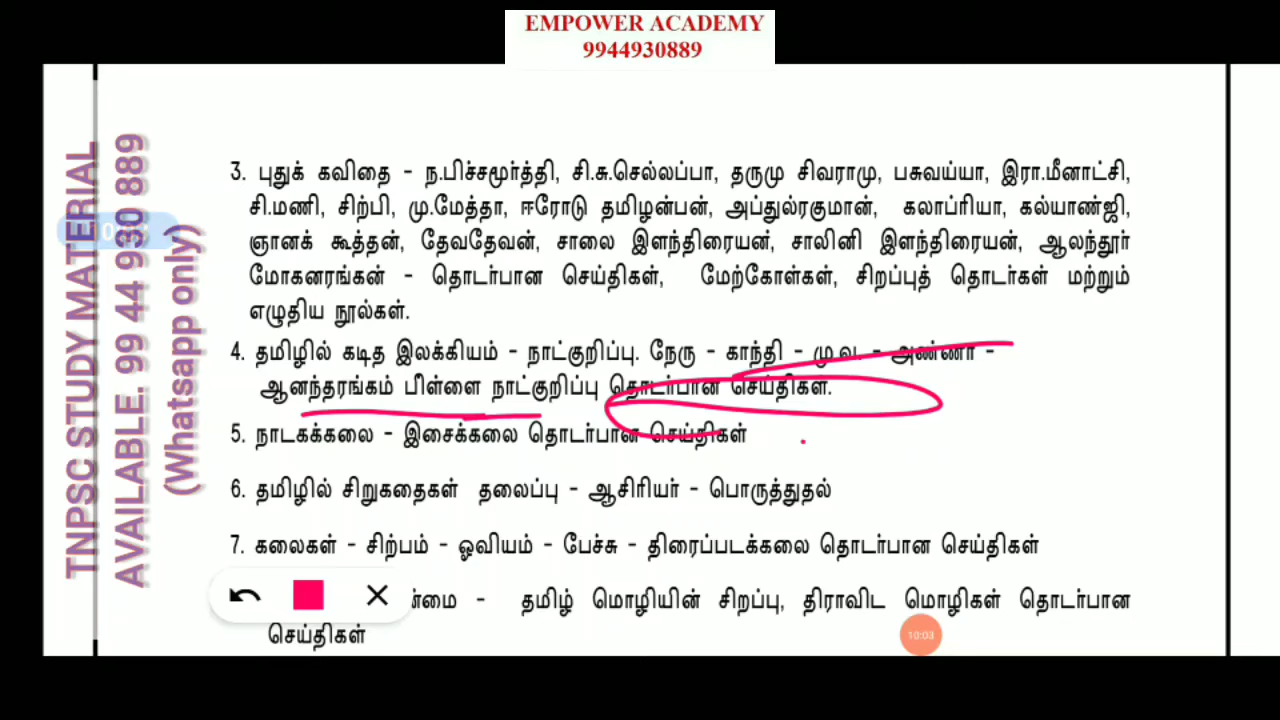 EMPOWER ACADEMY
9944930889
TNPSC STUDY MATERIAL
AVAILABLE. 99 44 930 889
(Whatsapp only)
3. புதுக் கவிதை - ந.பிச்சமூர்த்தி, சி.சு.செல்லப்பா, தருமு சிவராமு, பசுவய்யா, இரா.மீனாட்சி,
சி.மணி, சிற்பி, மு.மேத்தா, ஈரோடு தமிழன்பன், அப்துல்ரகுமான், கலாப்ரியா, கல்யாண்ஜி,
ஞானக் கூத்தன், தேவதேவன், சாலை இளந்திரையன், சாலினி இளந்திரையன், ஆலந்தூர்
மோகனரங்கன் - தொடர்பான செய்திகள், மேற்கோள்கள், சிறப்புத் தொடர்கள் மற்றும்
எழுதிய நூல்கள்.
4. தமிழில் கடித இலக்கியம் - நாட்குறிப்பு. நேரு - காந்தி - மு.வ. - அண்ணா -
ஆனந்தரங்கம் பிள்ளை நாட்குறிப்பு தொடர்பான செய்திகள்.
5. நாடகக்கலை - இசைக்கலை தொடர்பான செய்திகள்
6. தமிழில் சிறுகதைகள் தலைப்பு - ஆசிரியர் - பொருத்துதல்
7. கலைகள் - சிற்பம் - ஓவியம் - பேச்சு - திரைப்படக்கலை தொடர்பான செய்திகள்
- தமிழ் மொழியின் சிறப்பு, திராவிட மொழிகள் தொடர்பான
செய்திகள்
10:03